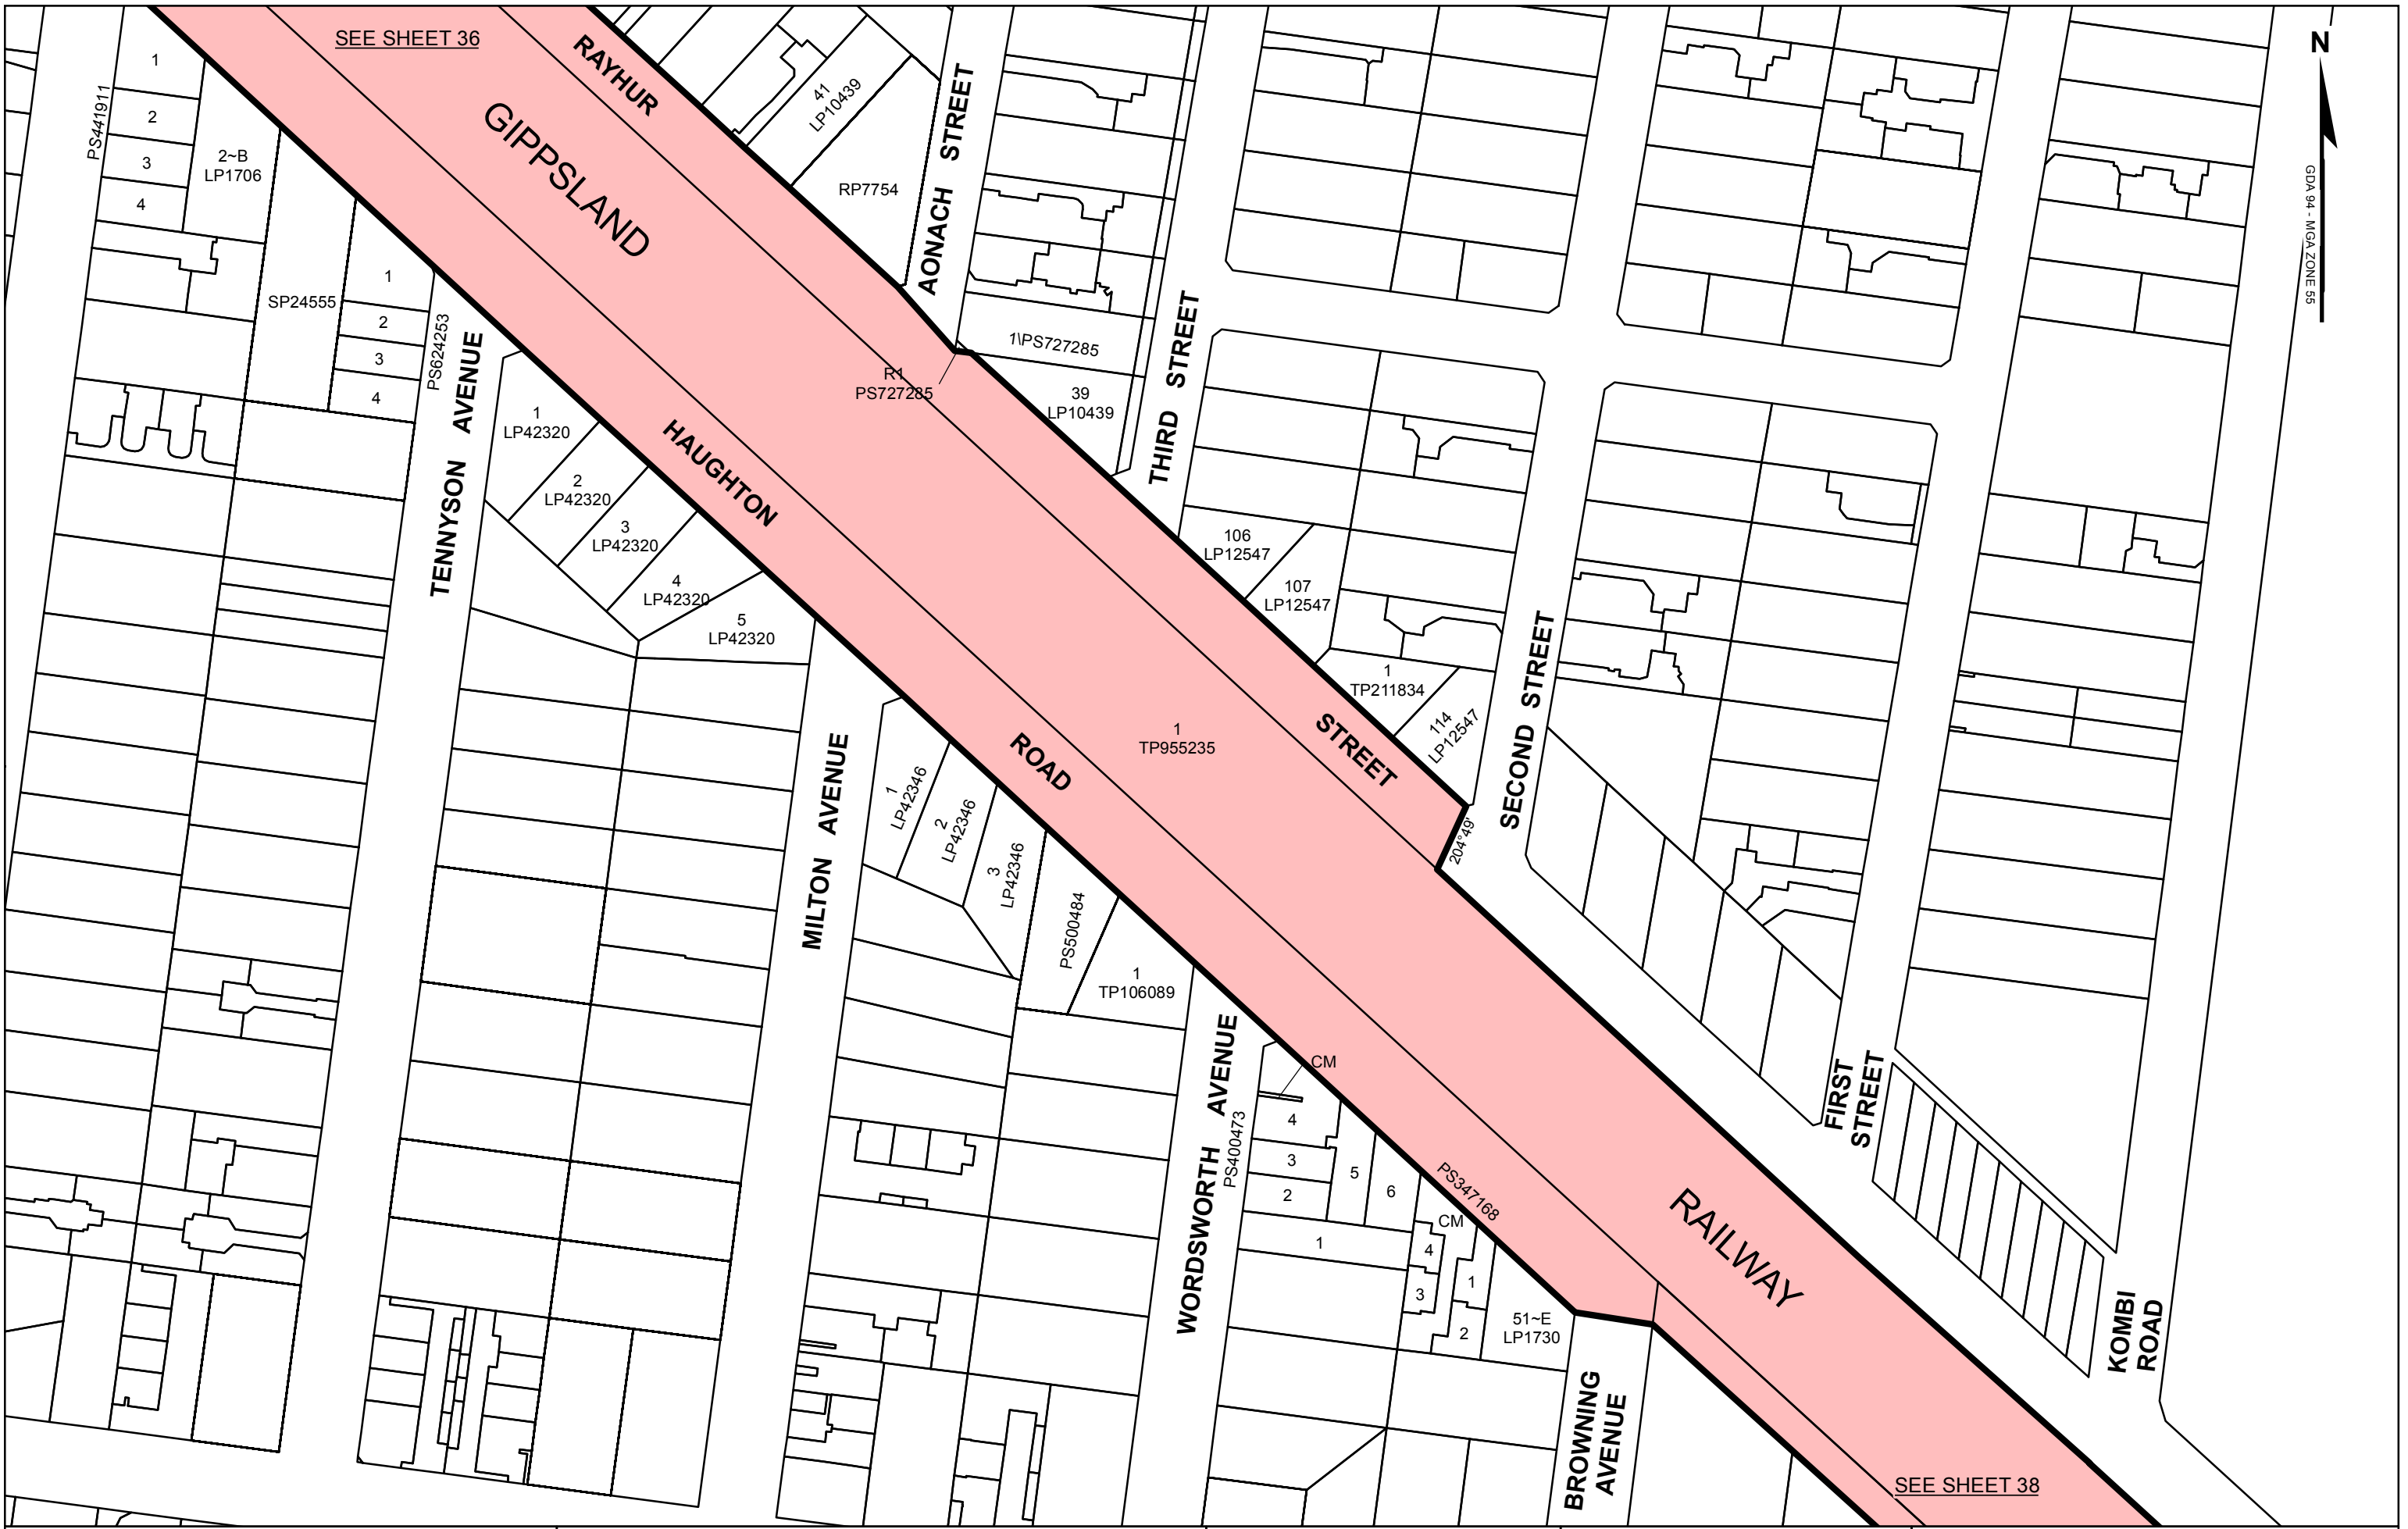 SEE SHEET 36
N
GDA 94 - MGA ZONE 55
RAYHUR
STREET
GIPPSLAND
RAILWAY
HAUGHTON
ROAD
PS441911
1
2
3
4
2~B
LP1706
SP24555
1
2
3
4
PS624253
TENNYSON AVENUE
41
LP10439
RP7754
AONACH STREET
1\PS727285
R1
PS727285
39
LP10439
THIRD STREET
1
LP42320
2
LP42320
3
LP42320
4
LP42320
5
LP42320
106
LP12547
107
LP12547
1
TP211834
114
LP12547
SECOND STREET
204°49'
1
TP955235
MILTON AVENUE
1
LP42346
2
LP42346
3
LP42346
PS500484
1
TP106089
WORDSWORTH AVENUE
PS400473
CM
4
3
2
5
6
1
PS347168
CM
4
3
1
2
51~E
LP1730
FIRST
STREET
KOMBI
ROAD
BROWNING
AVENUE
SEE SHEET 38